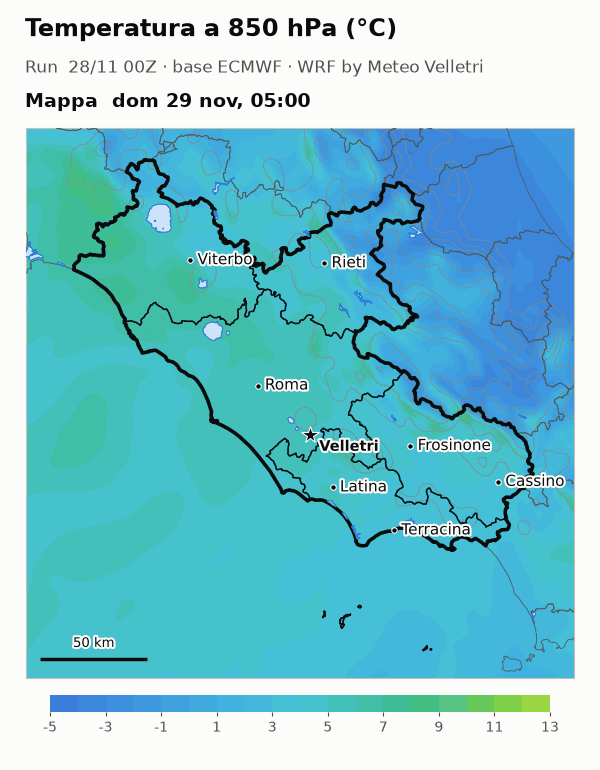 Temperatura a 850 hPa (°C)
Run  28/11 00Z · base ECMWF · WRF by Meteo Velletri
Mappa  dom 29 nov, 05:00
Viterbo
Rieti
Roma
Velletri
Frosinone
Cassino
Latina
Terracina
50 km
-5 -3 -1 1 3 5 7 9 11 13